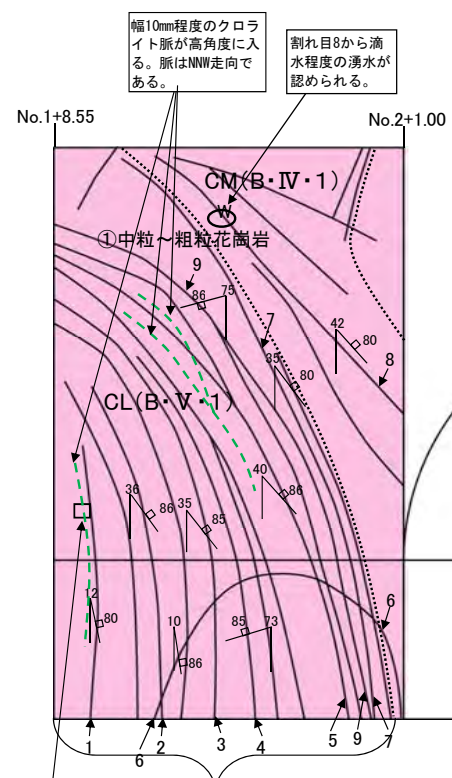 幅10mm程度のクロラ
イト脈が高角度に入
る。脈はNNW走向で
ある。
割れ目8から滴
水程度の湧水が
認められる。
No.1+8.55
No.2+1.00
CM(B・Ⅳ・1)
W
①中粒~粗粒花崗岩
9
86
75
7
42
80
35
80
8
CL(B・Ⅴ・1)
40
86
36
86
35
85
12
80
10
86
85
73
6
1
6
2
3
4
5
9
7